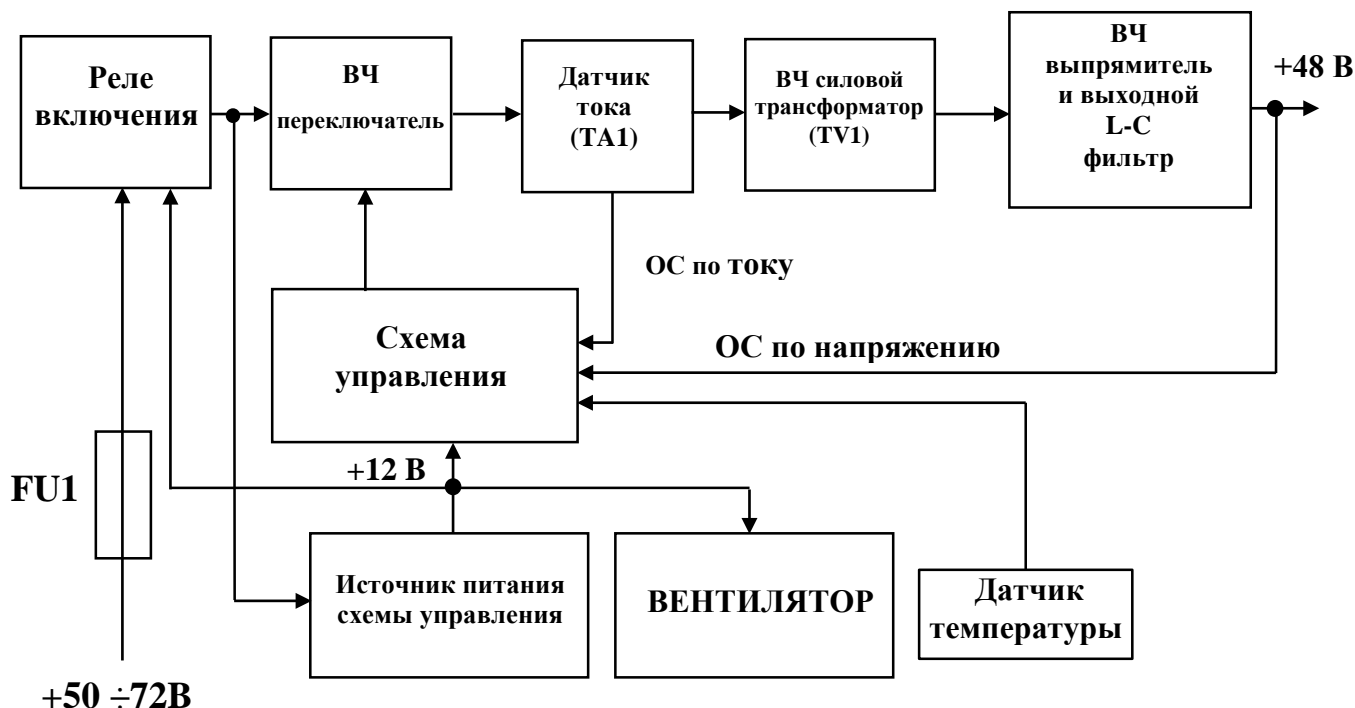 Реле
включения
ВЧ
переключатель
Датчик
тока
(ТА1)
ВЧ силовой
трансформатор
(TV1)
ВЧ
выпрямитель
и выходной
L-C
фильтр
+48 В
ОС по току
Схема
управления
ОС по напряжению
FU1
+12 В
Источник питания
схемы управления
ВЕНТИЛЯТОР
Датчик
температуры
+50 ÷72В